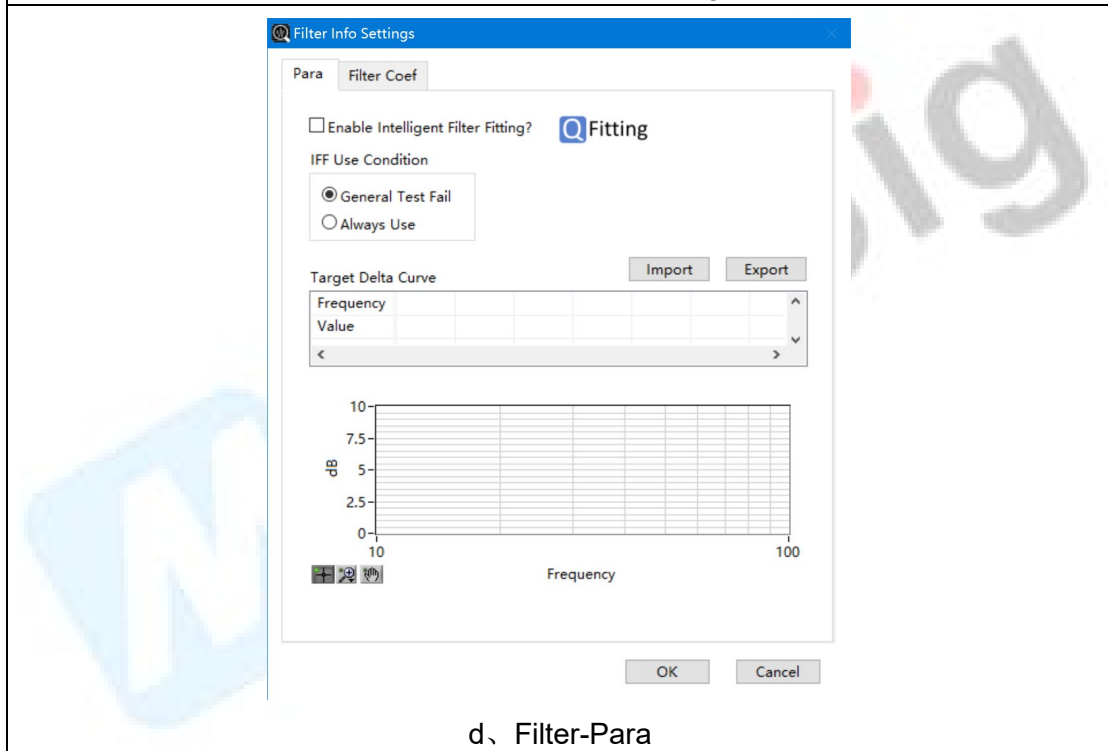 Filter Info Settings
Para Filter Coef
Enable Intelligent Filter Fitting? Q Fitting
IFF Use Condition
General Test Fail
Always Use
Target Delta Curve Import Export
Frequency
Value
10
7.5
5
2.5
0
dB
10 100
Frequency
OK Cancel
d、Filter-Para